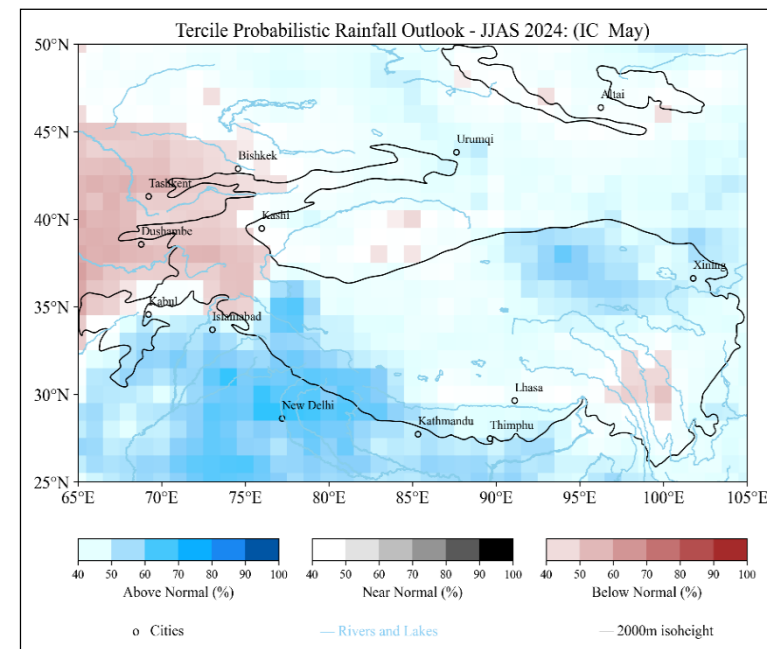 Tercile Probabilistic Rainfall Outlook - JJAS 2024: (IC May)
50°N
Altai
45°N
Urumqi
Bishkek
Tashkent
40°N
Kashi
Dushambe
Xining
35°N
Kabul
Islamabad
30°N
Lhasa
New Delhi
Kathmandu
Thimphu
25°N
65°E 70°E 75°E 80°E 85°E 90°E 95°E 100°E 105°E
40 50 60 70 80 90 100 40 50 60 70 80 90 100 40 50 60 70 80 90 100
Above Normal (%) Near Normal (%) Below Normal (%)
Cities Rivers and Lakes 2000m isoheight